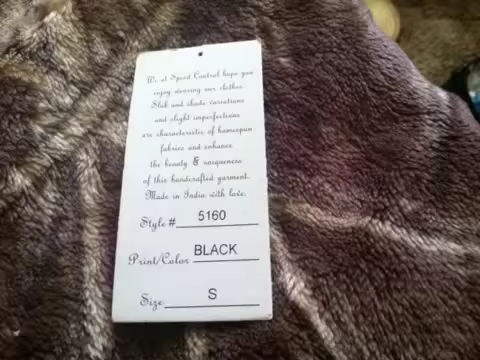 We at Speed Control hope you
enjoy wearing our clothes
Slub and shade variations
and slight imperfections
are characteristic of homespun
fabrics and enhance
the beauty & uniqueness
of this handcrafted garment.
Made in India with love.
Style # 5160
Print/Color BLACK
Size S